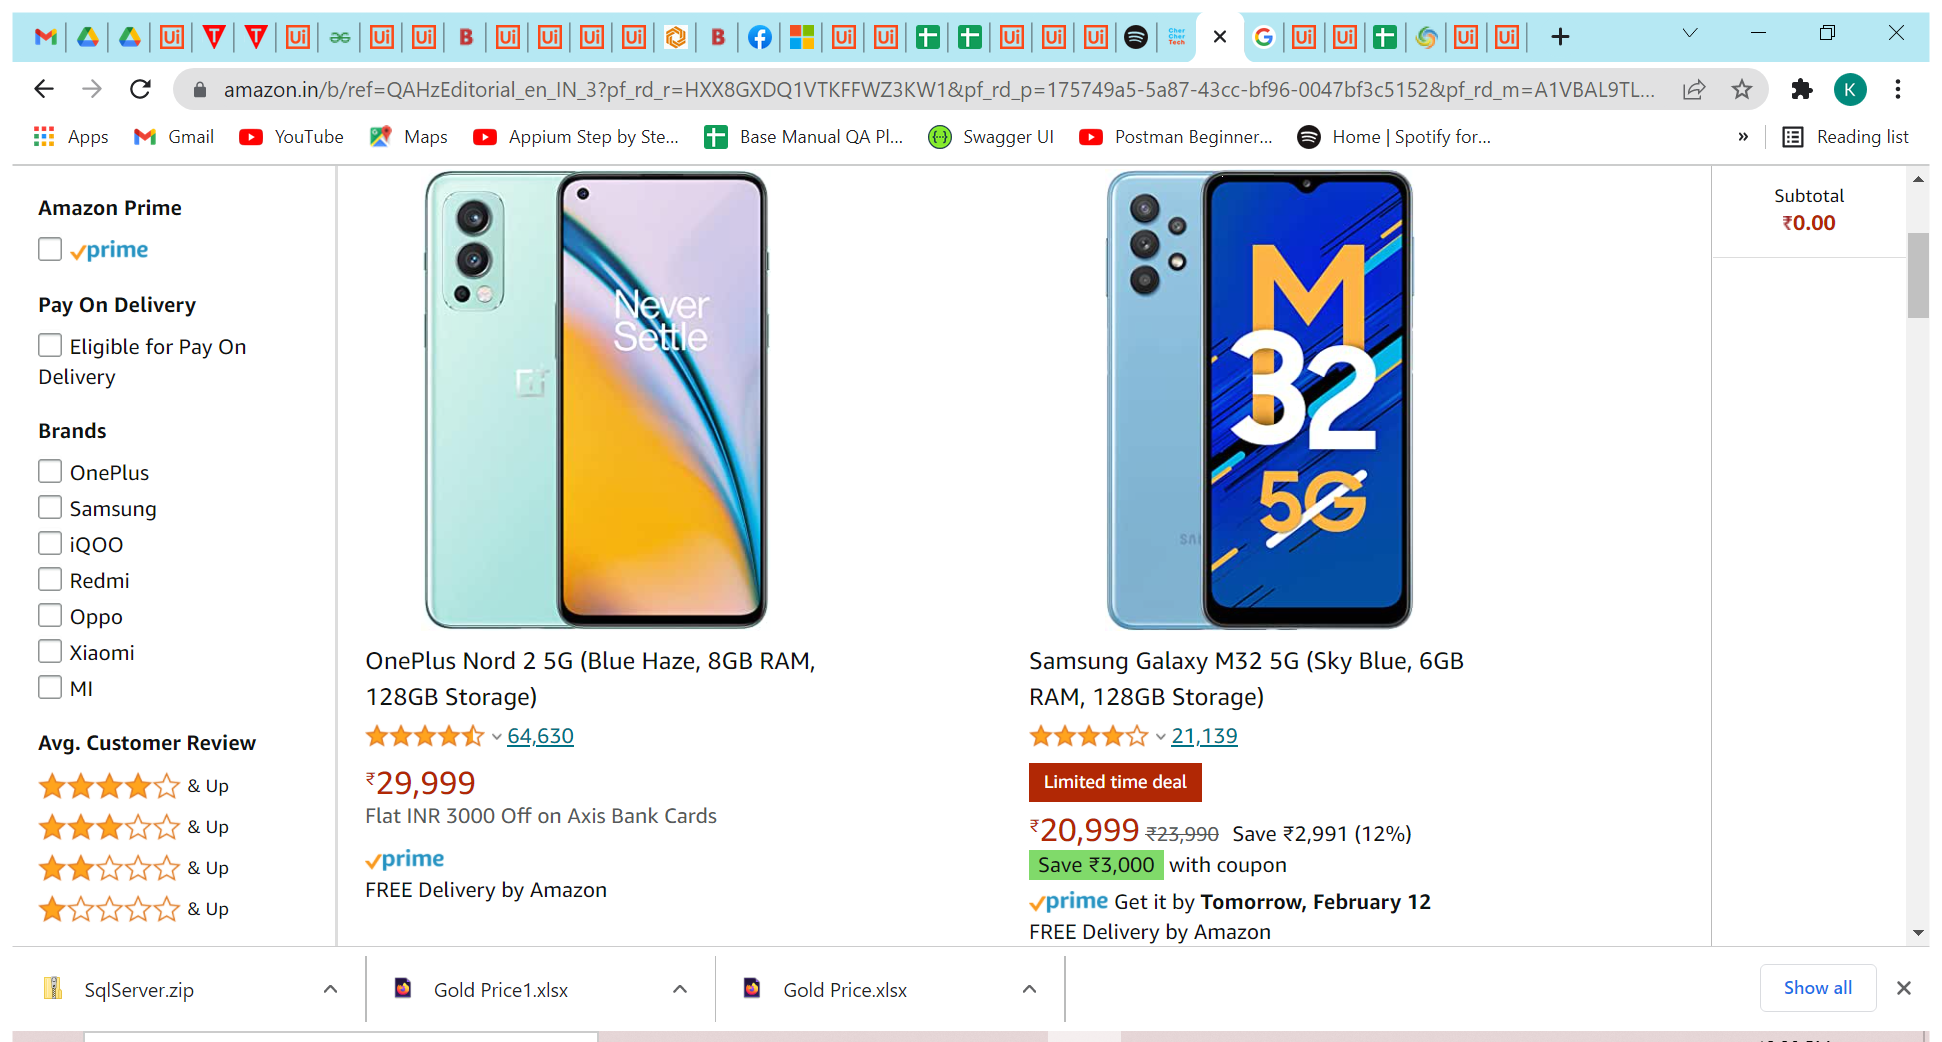 amazon.in/b/ref=QAHzEditorial_en_IN_3?pf_rd_r=HXX8GXDQ1VTKFFWZ3KW1&pf_rd_p=175749a5-5a87-43cc-bf96-0047bf3c5152&pf_rd_m=A1VBAL9TL...
K
Apps
Gmail
YouTube
Maps
Appium Step by Ste...
Base Manual QA Pl...
Swagger UI
Postman Beginner...
Home | Spotify for...
»
Reading list
Amazon Prime
prime
Pay On Delivery
Eligible for Pay On
Delivery
Brands
OnePlus
Samsung
iQOO
Redmi
Oppo
Xiaomi
MI
Avg. Customer Review
& Up
& Up
& Up
& Up
Never
Settle
OnePlus Nord 2 5G (Blue Haze, 8GB RAM,
128GB Storage)
64,630
₹29,999
Flat INR 3000 Off on Axis Bank Cards
prime
FREE Delivery by Amazon
M
32
5G
Samsung Galaxy M32 5G (Sky Blue, 6GB
RAM, 128GB Storage)
21,139
Limited time deal
₹20,999 ₹23,990 Save ₹2,991 (12%)
Save ₹3,000 with coupon
prime Get it by Tomorrow, February 12
FREE Delivery by Amazon
Subtotal
₹0.00
SqlServer.zip
Gold Price1.xlsx
Gold Price.xlsx
Show all